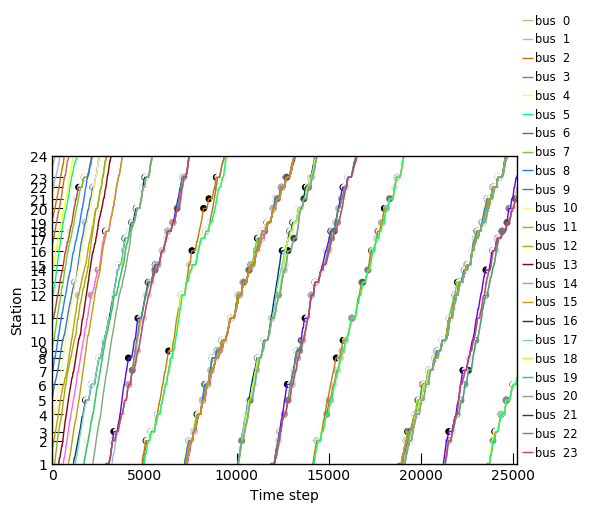 bus 0
bus 1
bus 2
bus 3
bus 4
bus 5
bus 6
bus 7
bus 8
bus 9
bus 10
bus 11
bus 12
bus 13
bus 14
bus 15
bus 16
bus 17
bus 18
bus 19
bus 20
bus 21
bus 22
bus 23
24
23
22
21
20
19
18
17
16
15
14
13
12
11
10
9
8
7
6
5
4
3
2
1
Station
0 5000 10000 15000 20000 25000
Time step